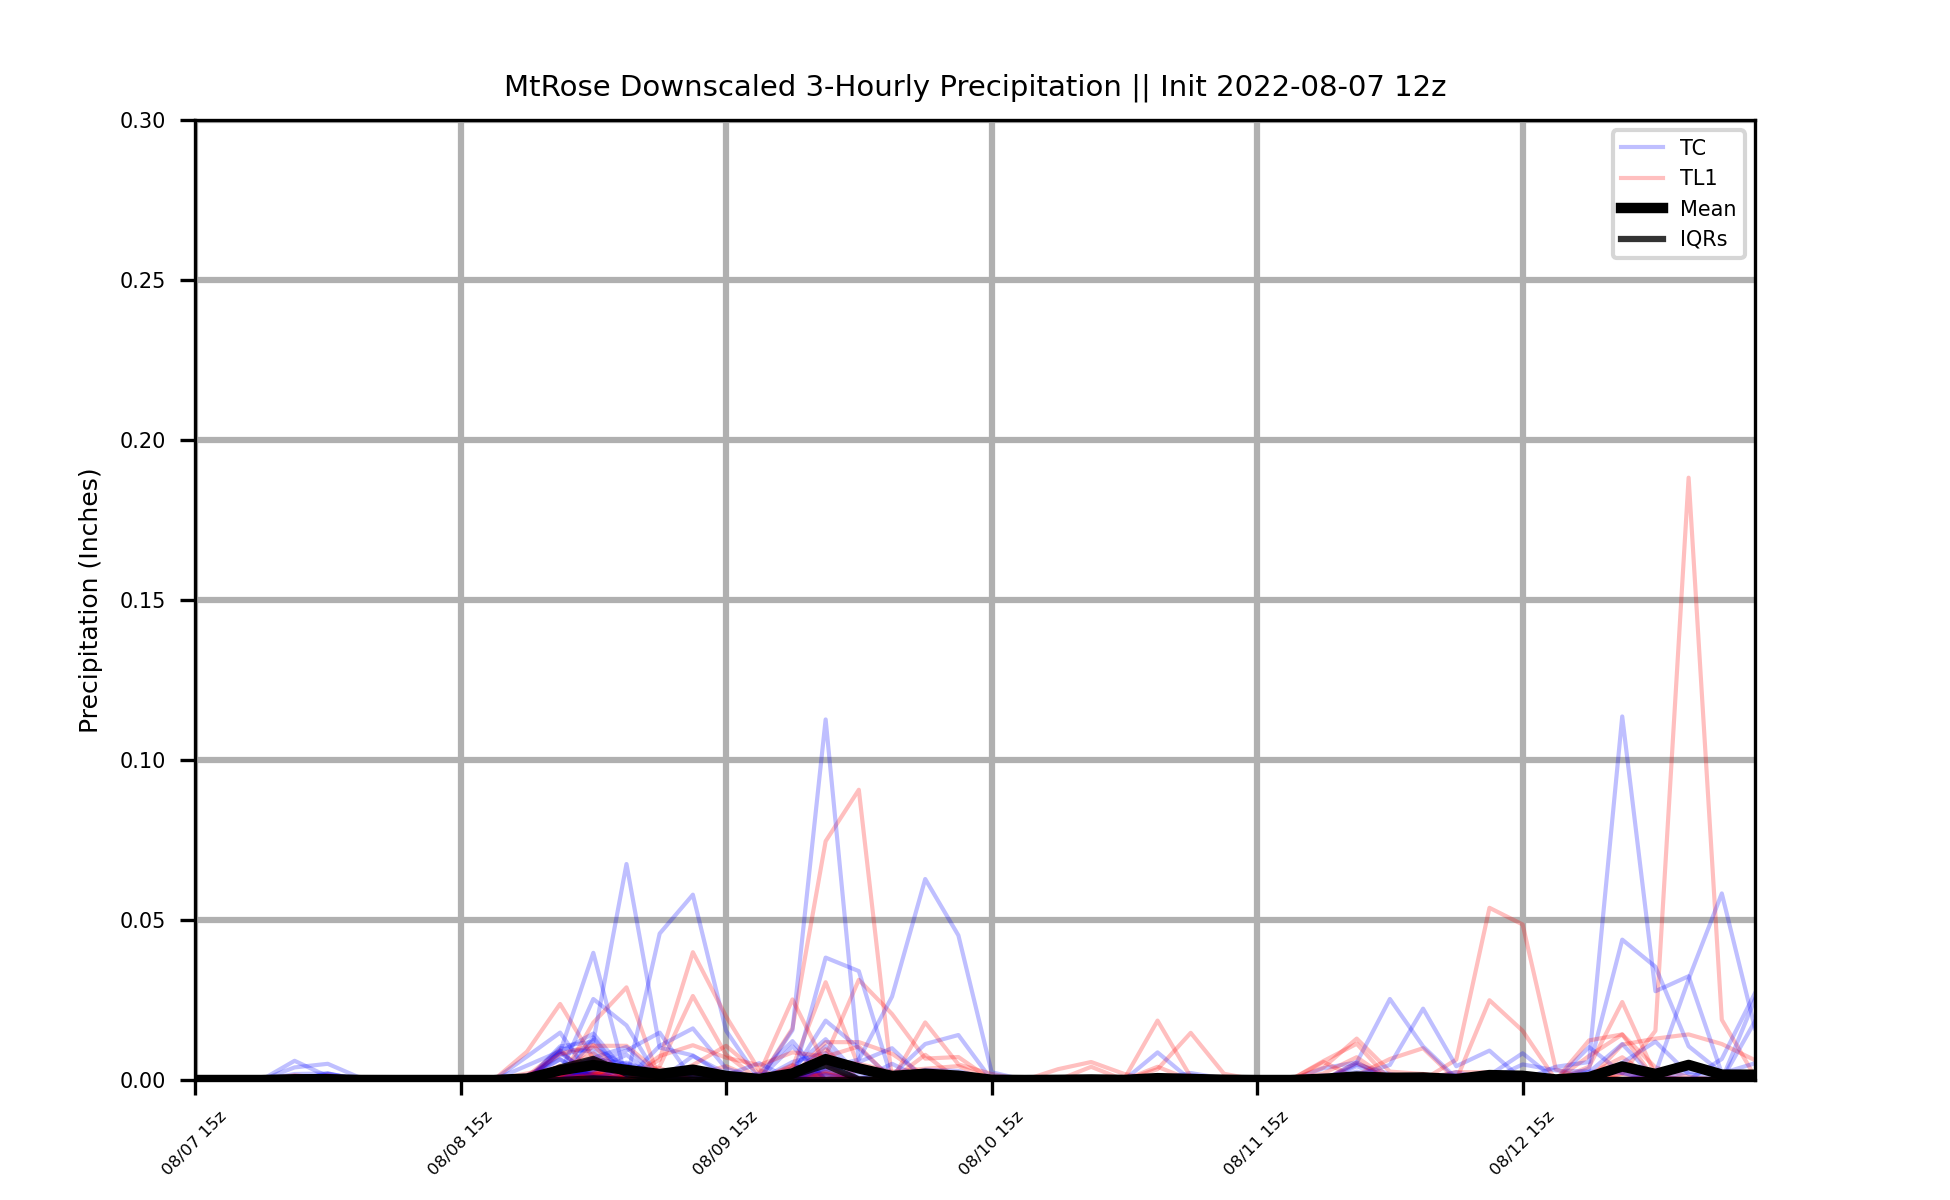 MtRose Downscaled 3-Hourly Precipitation || Init 2022-08-07 12z
TC
TL1
Mean
IQRs
Precipitation (Inches)
0.30
0.25
0.20
0.15
0.10
0.05
0.00
08/07 15z
08/08 15z
08/09 15z
08/10 15z
08/11 15z
08/12 15z